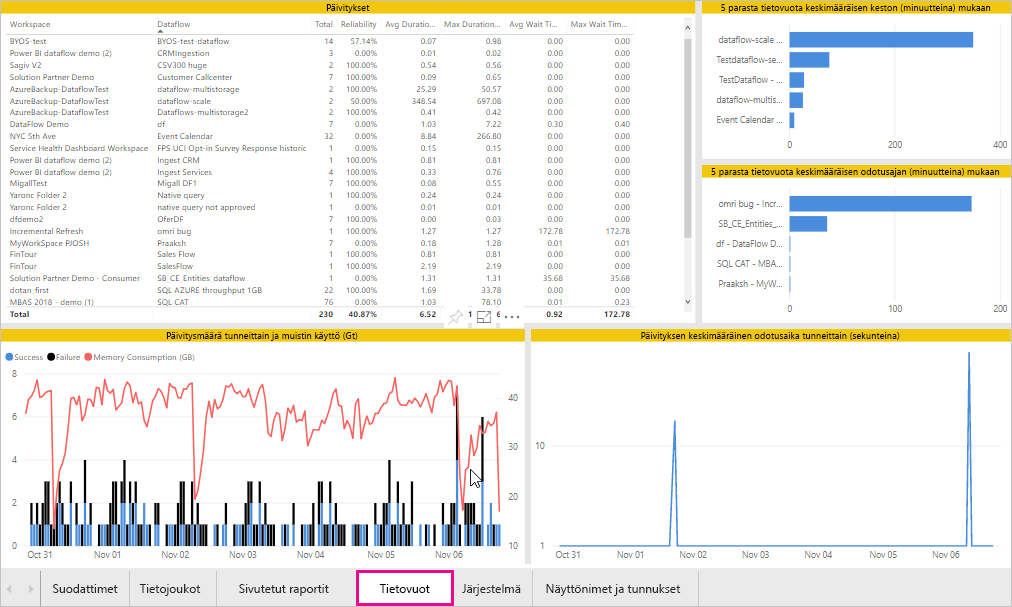 Päivitykset
Workspace Dataflow Total Reliability Avg Duratio... Max Duration... Avg Wait Ti... Max Wait Tim...
BYOS-test BYOS-test-dataflow 14 57.14% 0.07 0.98 0.00 0.00
Power BI dataflow demo (2) CRMIngestion 3 0.00% 0.01 0.02 0.00 0.00
Sagiv V2 CSV300 huge 2 100.00% 0.54 0.56 0.00 0.00
Solution Partner Demo Customer Callcenter 7 100.00% 0.09 0.65 0.00 0.00
AzureBackup-DataflowTest dataflow-multistorage 2 100.00% 25.29 50.57 0.00 0.00
AzureBackup-DataflowTest dataflow-scale 2 50.00% 348.54 697.08 0.00 0.00
AzureBackup-DataflowTest Dataflows-multistorage2 2 100.00% 0.41 0.42 0.00 0.00
DataFlow Demo df 7 0.00% 1.03 7.22 0.30 0.40
NYC 5th Ave Event Calendar 32 0.00% 8.84 266.80 0.00 0.00
Service Health Dashboard Workspace FPS UCI Opt-in Survey Response historic 1 0.00% 0.15 0.15 0.00 0.00
Power BI dataflow demo (2) Ingest CRM 1 100.00% 0.81 0.81 0.00 0.00
Power BI dataflow demo (2) Ingest Services 4 100.00% 0.33 0.76 0.00 0.00
MigallTest Migall DF1 7 100.00% 0.08 0.55 0.00 0.00
Yaronc Folder 2 Native query 1 100.00% 0.24 0.24 0.00 0.00
Yaronc Folder 2 native query not approved 1 0.00% 0.01 0.01 0.00 0.00
dfdemo2 OferDF 7 100.00% 0.00 0.03 0.00 0.00
Incremental Refresh omri bug 1 100.00% 1.27 1.27 172.78 172.78
MyWorkSpace PJOSH Praaksh 7 0.00% 0.18 1.28 0.01 0.01
FinTour Sales Flow 1 100.00% 0.81 0.81 0.00 0.00
FinTour SalesFlow 1 100.00% 2.19 2.19 0.00 0.00
Solution Partner Demo - Consumer SB_CE Entities_dataflow 1 0.00% 1.31 1.31 35.68 35.68
dotan_first SQL AZURE throughput 1GB 22 100.00% 1.69 33.78 0.00 0.00
MBAS 2018 - demo (1) SQL CAT 76 0.00% 1.03 78.10 0.01 0.23
Total 230 40.87% 6.52 0.92 172.78
5 parasta tietovuota keskimääräisen keston (minuutteina) mukaan
dataflow-scale ...
Testdataflow-se...
TestDataflow - ...
dataflow-multis...
Event Calendar ...
0 200 400
5 parasta tietovuota keskimääräisen odotusajan (minuutteina) mukaan
omri bug - Incr...
SB_CE_Entities_...
df - DataFlow D...
SQL CAT - MBA...
Praaksh - MyW...
0 100 200
Päivitysmäärä tunneittain ja muistin käyttö (Gt)
Success Failure Memory Consumption (GB)
8
6
4
2
0
40
30
20
10
Oct 31 Nov 01 Nov 02 Nov 03 Nov 04 Nov 05 Nov 06
Päivityksen keskimääräinen odotusaika tunneittain (sekunteina)
10
1
Oct 31 Nov 01 Nov 02 Nov 03 Nov 04 Nov 05 Nov 06
Suodattimet Tietojoukot Sivutetut raportit Tietovuot Järjestelmä Näyttönimet ja tunnukset